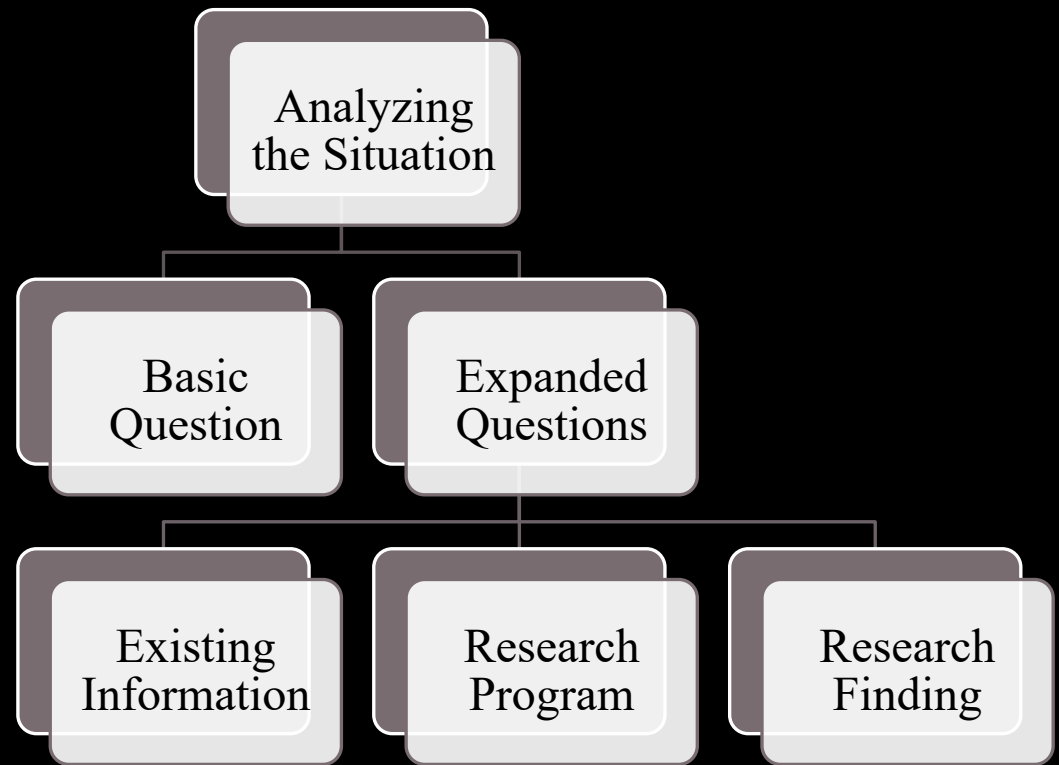 Analyzing
the Situation
Basic
Question
Expanded
Questions
Existing
Information
Research
Program
Research
Finding